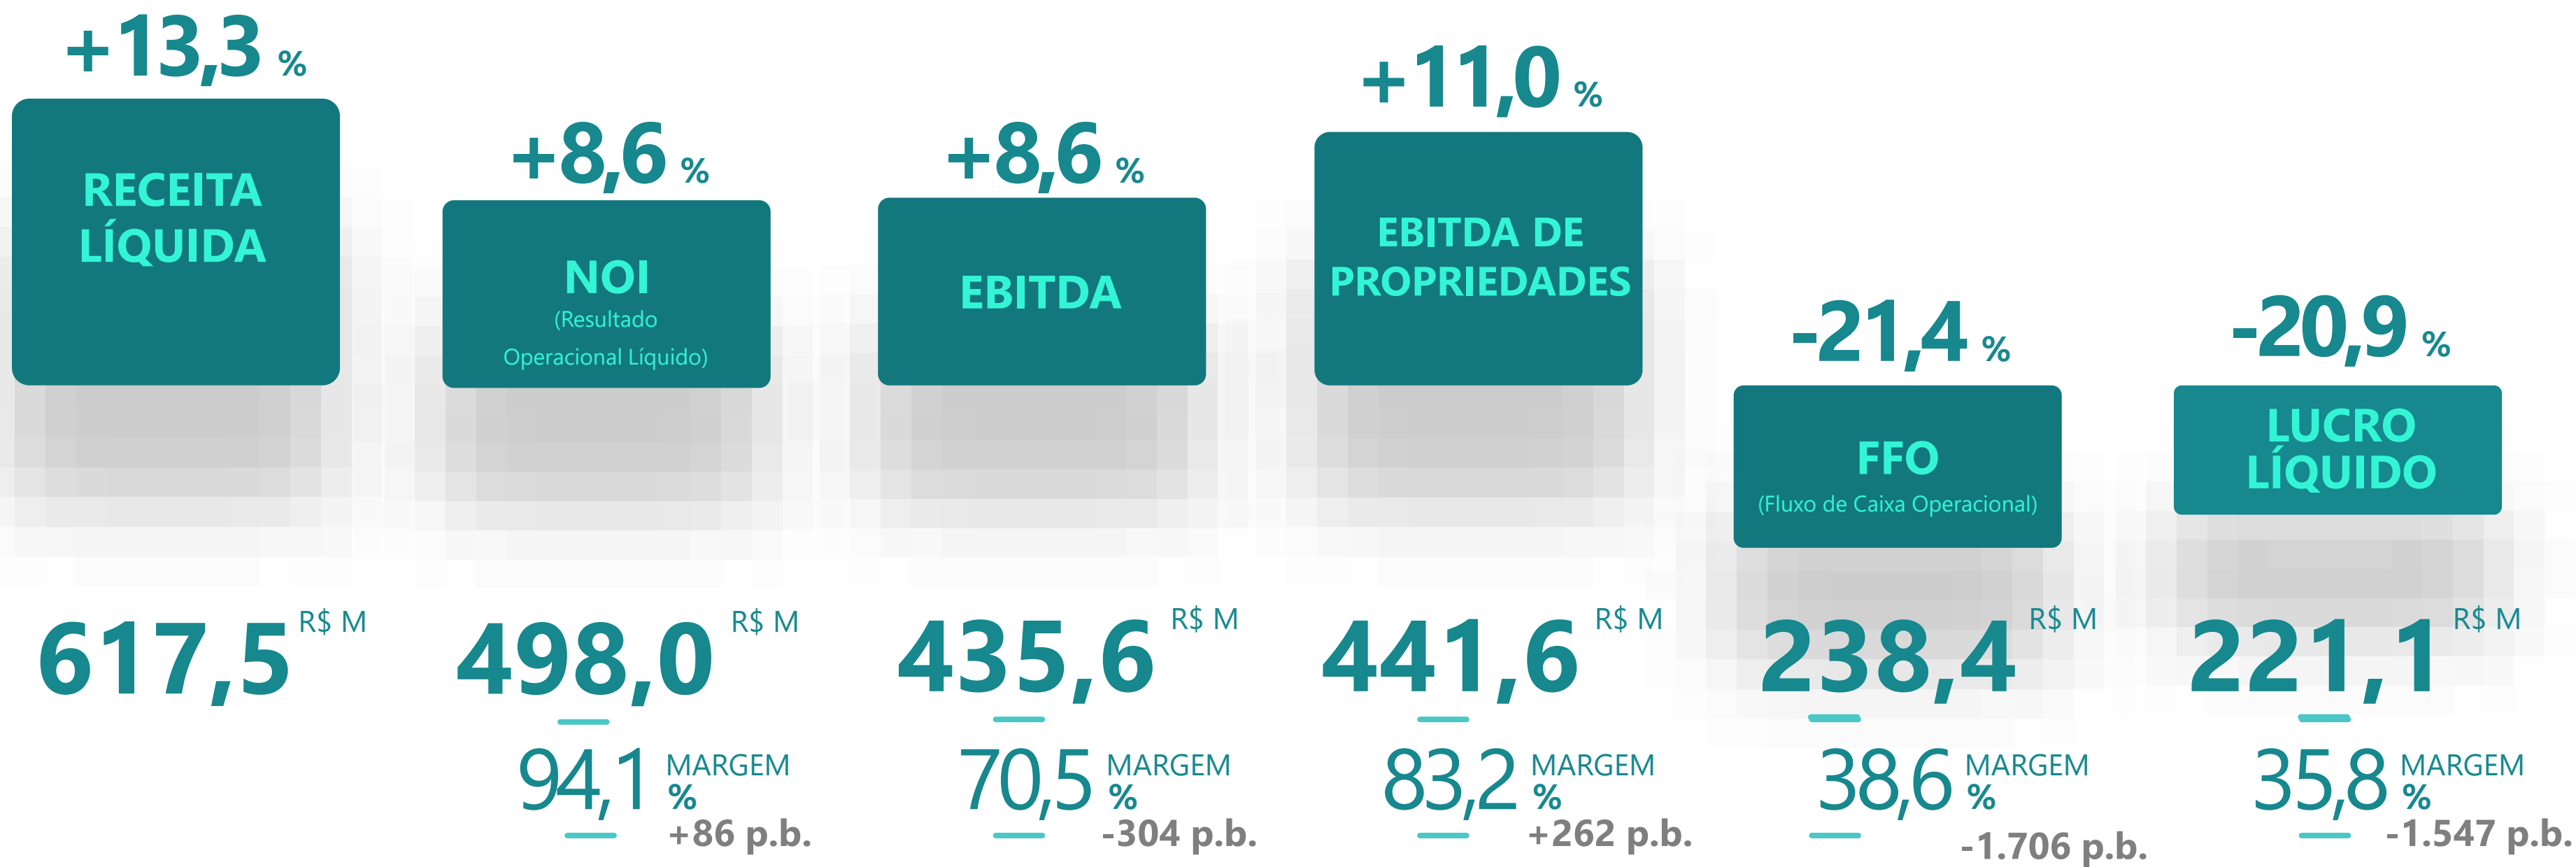 +13,3 %
RECEITA
LÍQUIDA
617,5 R$ M
+8,6 %
NOI
(Resultado
Operacional Líquido)
498,0 R$ M
94,1 MARGEM
%
+86 p.b.
+8,6 %
EBITDA
435,6 R$ M
70,5 MARGEM
%
-304 p.b.
+11,0 %
EBITDA DE
PROPRIEDADES
441,6 R$ M
83,2 MARGEM
%
+262 p.b.
-21,4 %
FFO
(Fluxo de Caixa Operacional)
238,4 R$ M
38,6 MARGEM
%
-1.706 p.b.
-20,9 %
LUCRO
LÍQUIDO
221,1 R$ M
35,8 MARGEM
%
-1.547 p.b.